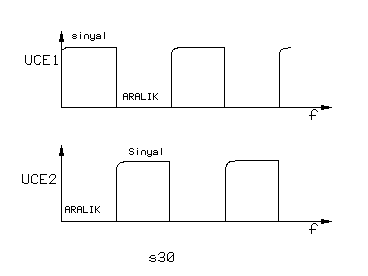 sinyal
UCE1
ARALIK
f
Sinyal
UCE2
ARALIK
f
s30